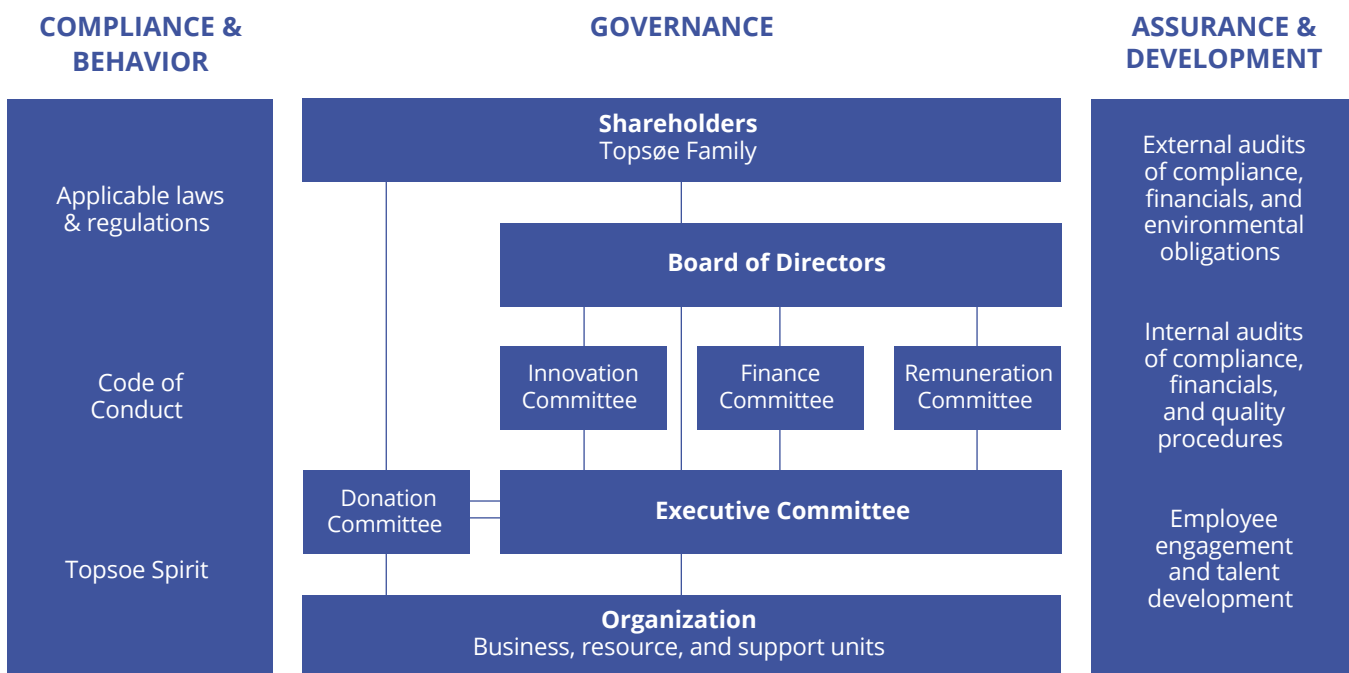 COMPLIANCE &
BEHAVIOR
Applicable laws
& regulations
Code of
Conduct
Topsoe Spirit
GOVERNANCE
Shareholders
Topsøe Family
Board of Directors
Innovation
Committee
Finance
Committee
Remuneration
Committee
Donation
Committee
Executive Committee
Organization
Business, resource, and support units
ASSURANCE &
DEVELOPMENT
External audits
of compliance,
financials, and
environmental
obligations
Internal audits
of compliance,
financials,
and quality
procedures
Employee
engagement
and talent
development